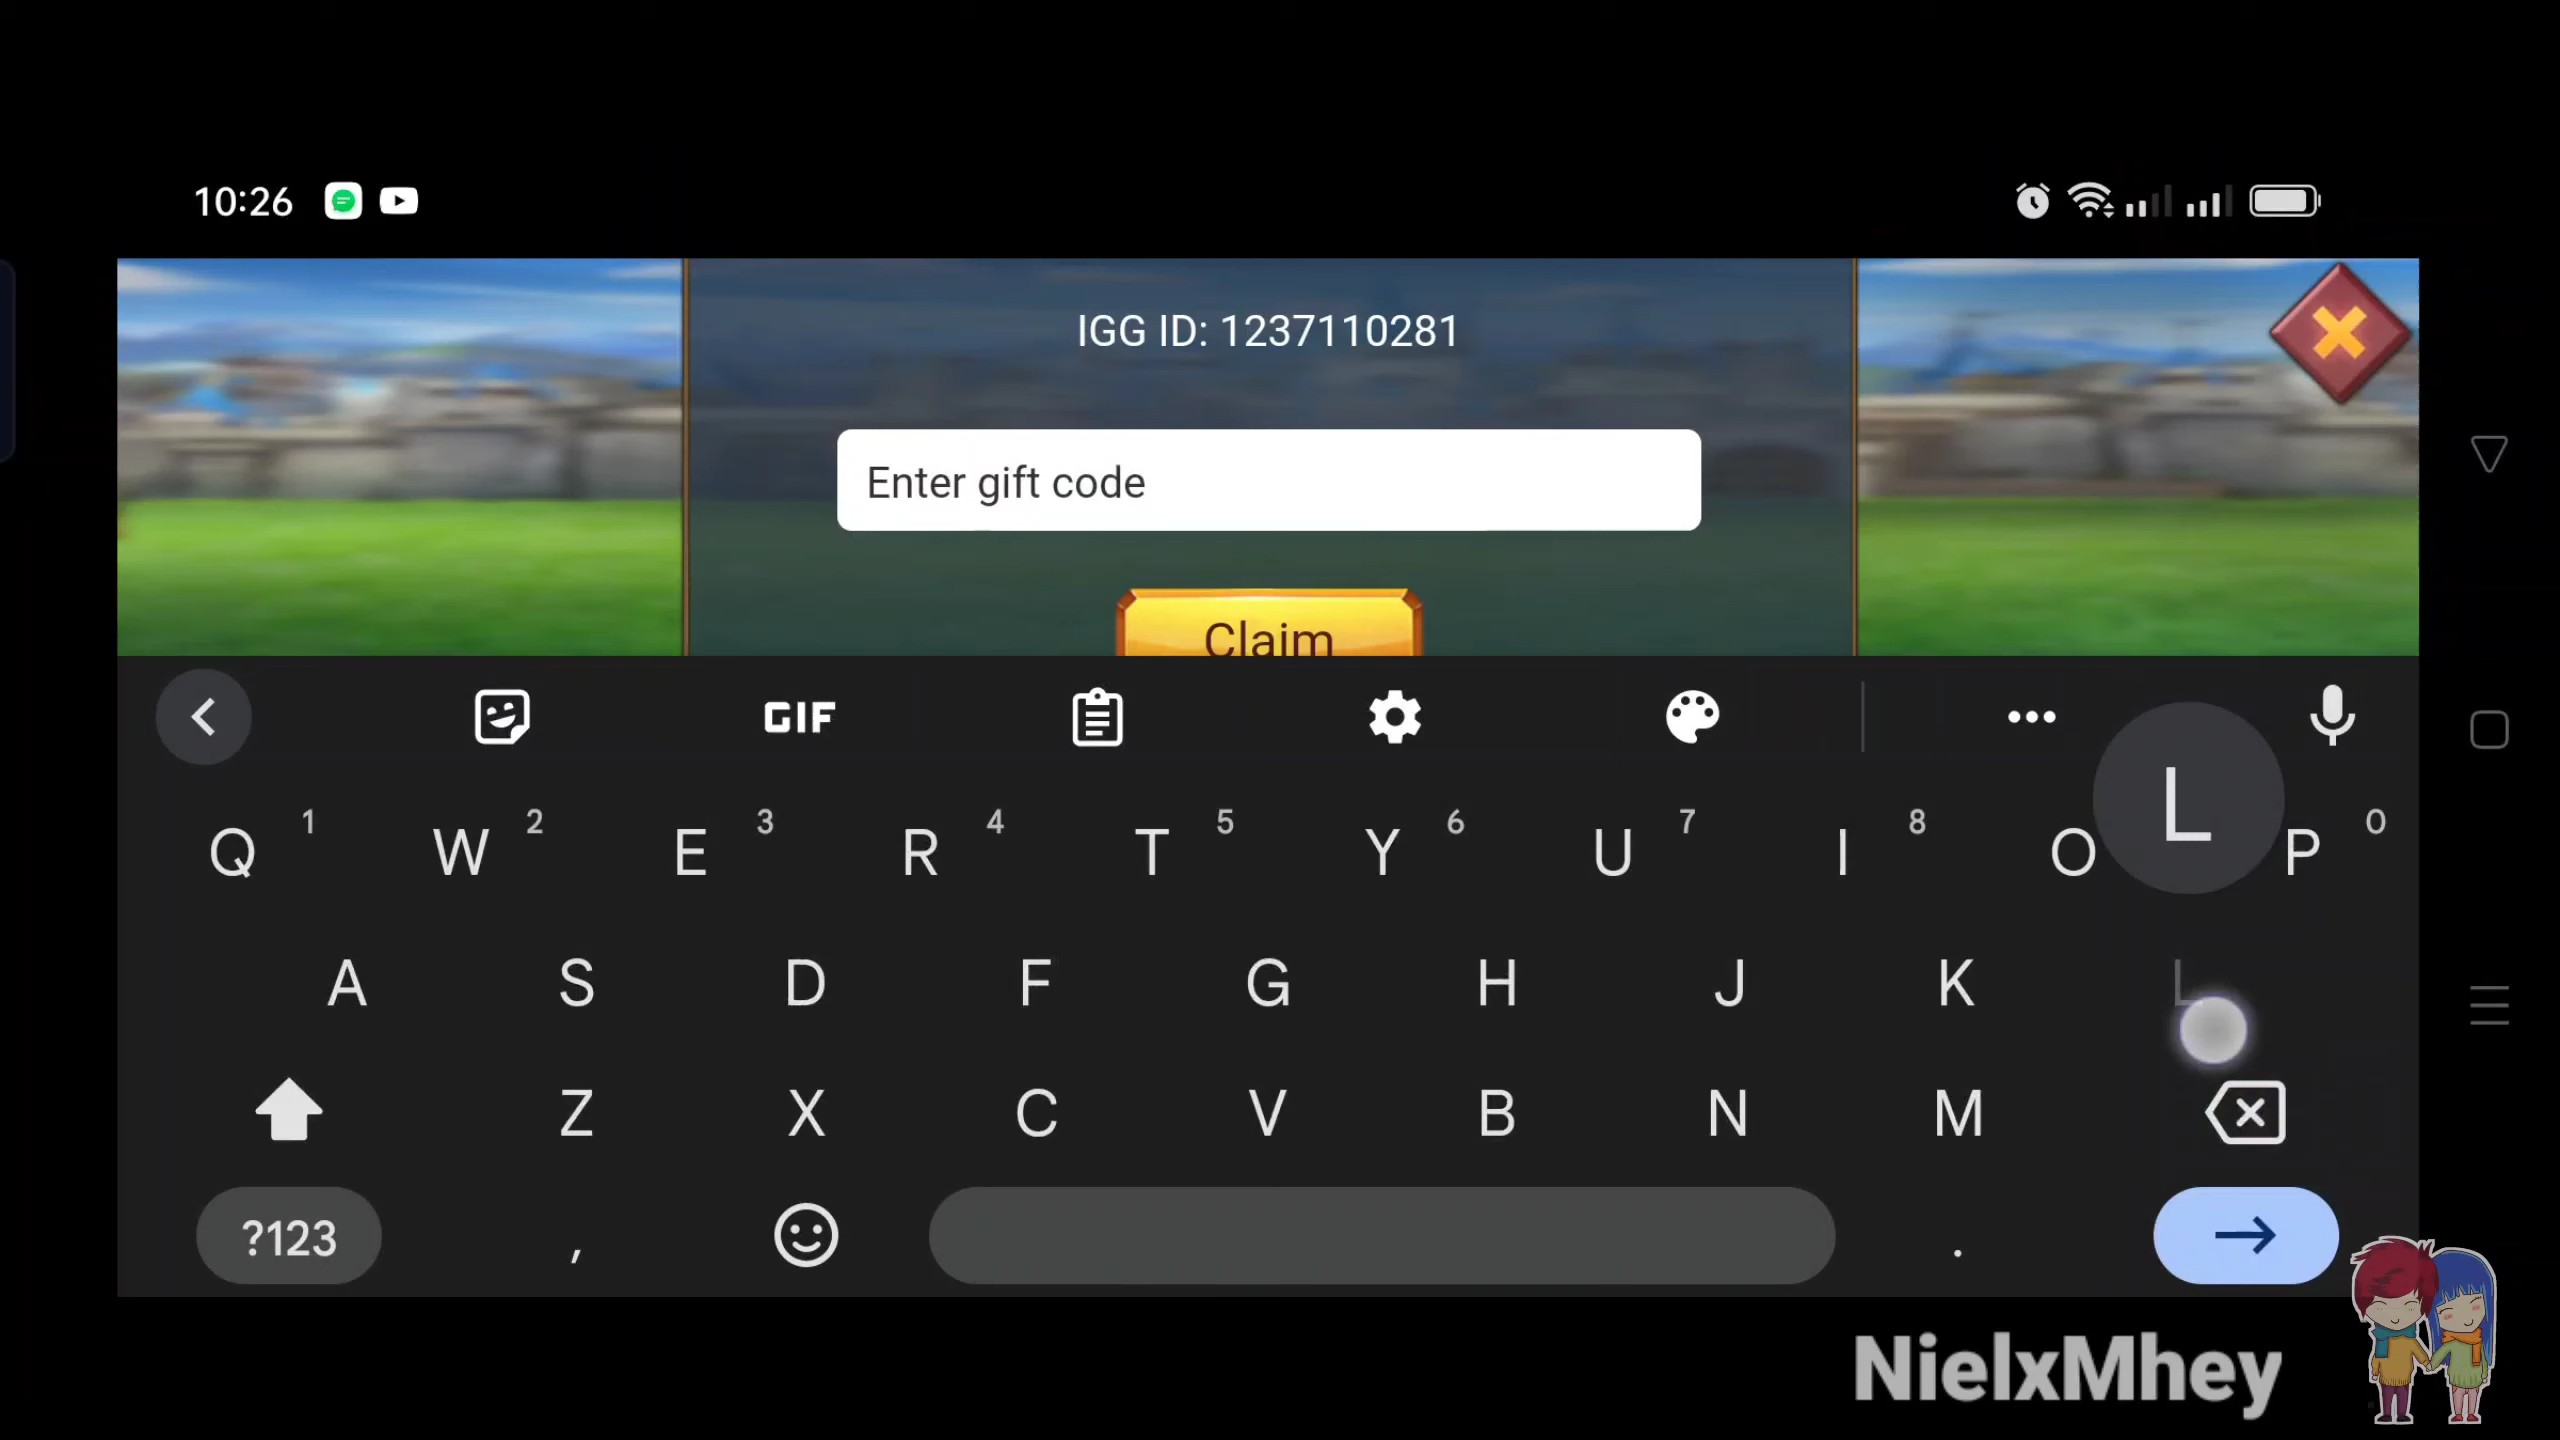 10:26
IGG ID: 1237110281
Enter gift code
Claim
GIF
Q 1 W 2 E 3 R 4 T 5 Y 6 U 7 I 8 O L P 0
A S D F G H J K L
Z X C V B N M
?123 , .
NielxMhey